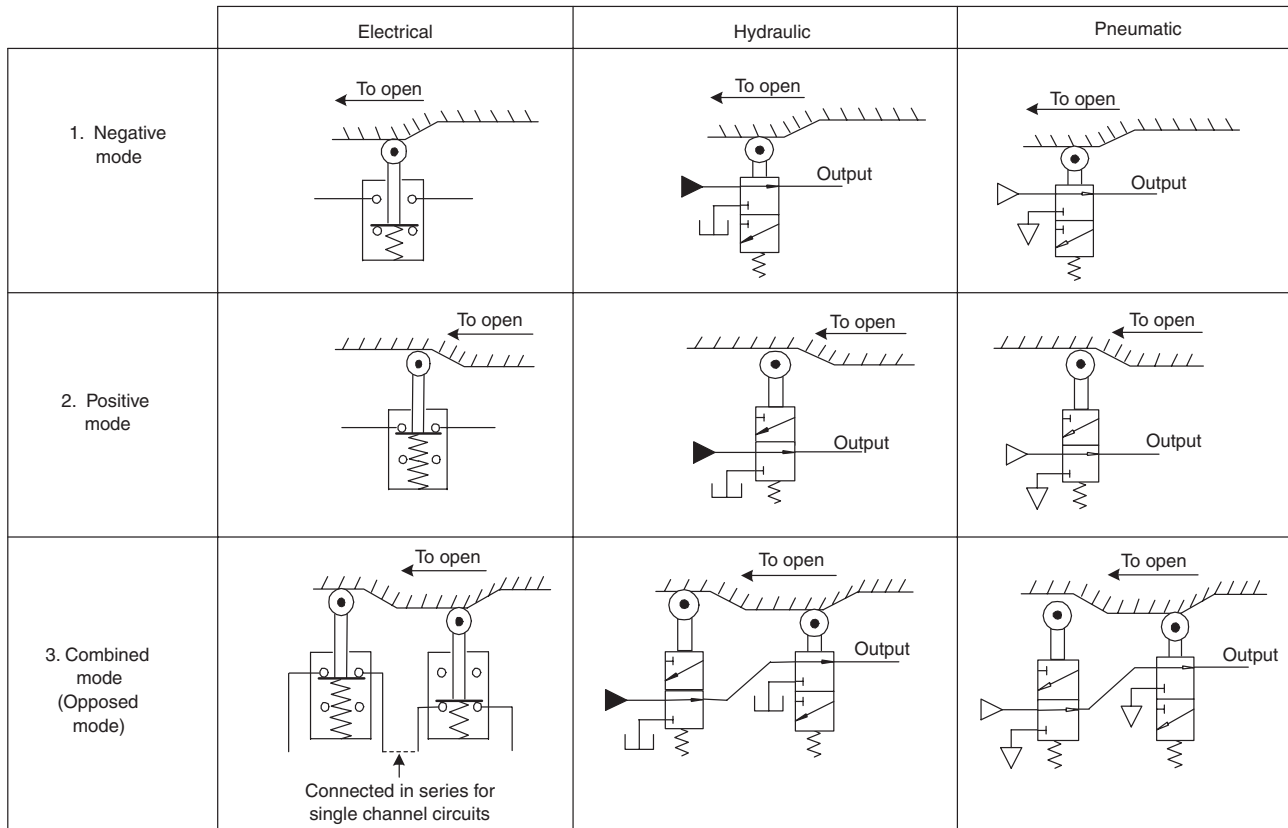 Electrical
Hydraulic
Pneumatic
1. Negative
mode
To open
To open
Output
To open
Output
2. Positive
mode
To open
To open
Output
To open
Output
3. Combined
mode
(Opposed
mode)
To open
Connected in series for
single channel circuits
To open
Output
To open
Output